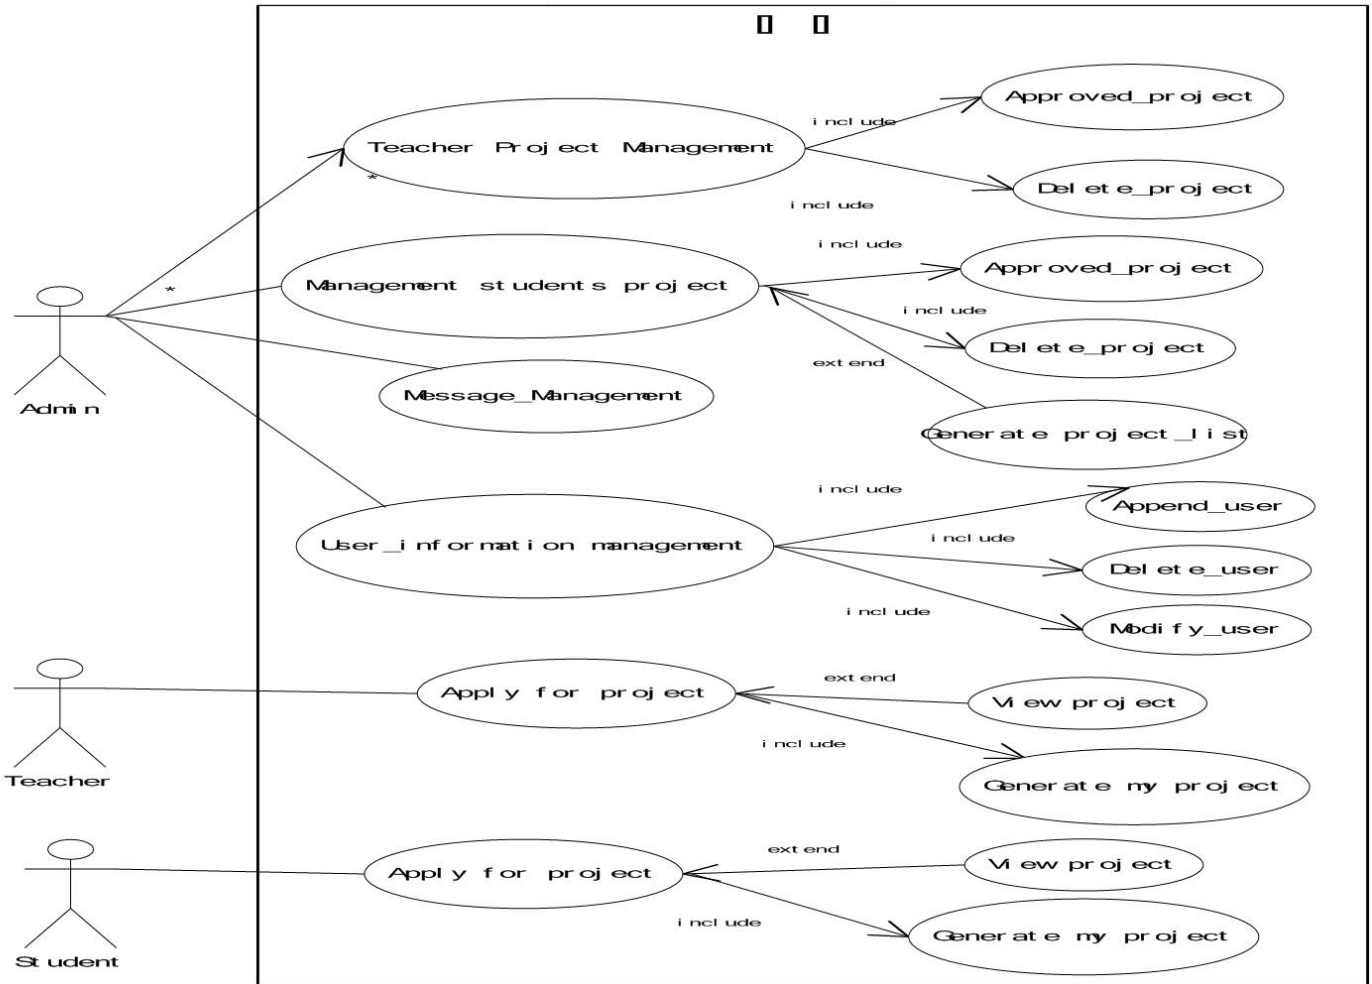 Approved_project
include
Teacher Project Management
*
Delete_project
include
include
Management students project
Approved_project
*
include
Delete_project
extend
Message_Management
Admin
Generate project_list
include
Append_user
include
User_information management
Delete_user
include
Modify_user
extend
Apply for project
View project
include
Teacher
Generate my project
extend
View project
Apply for project
include
Generate my project
Student